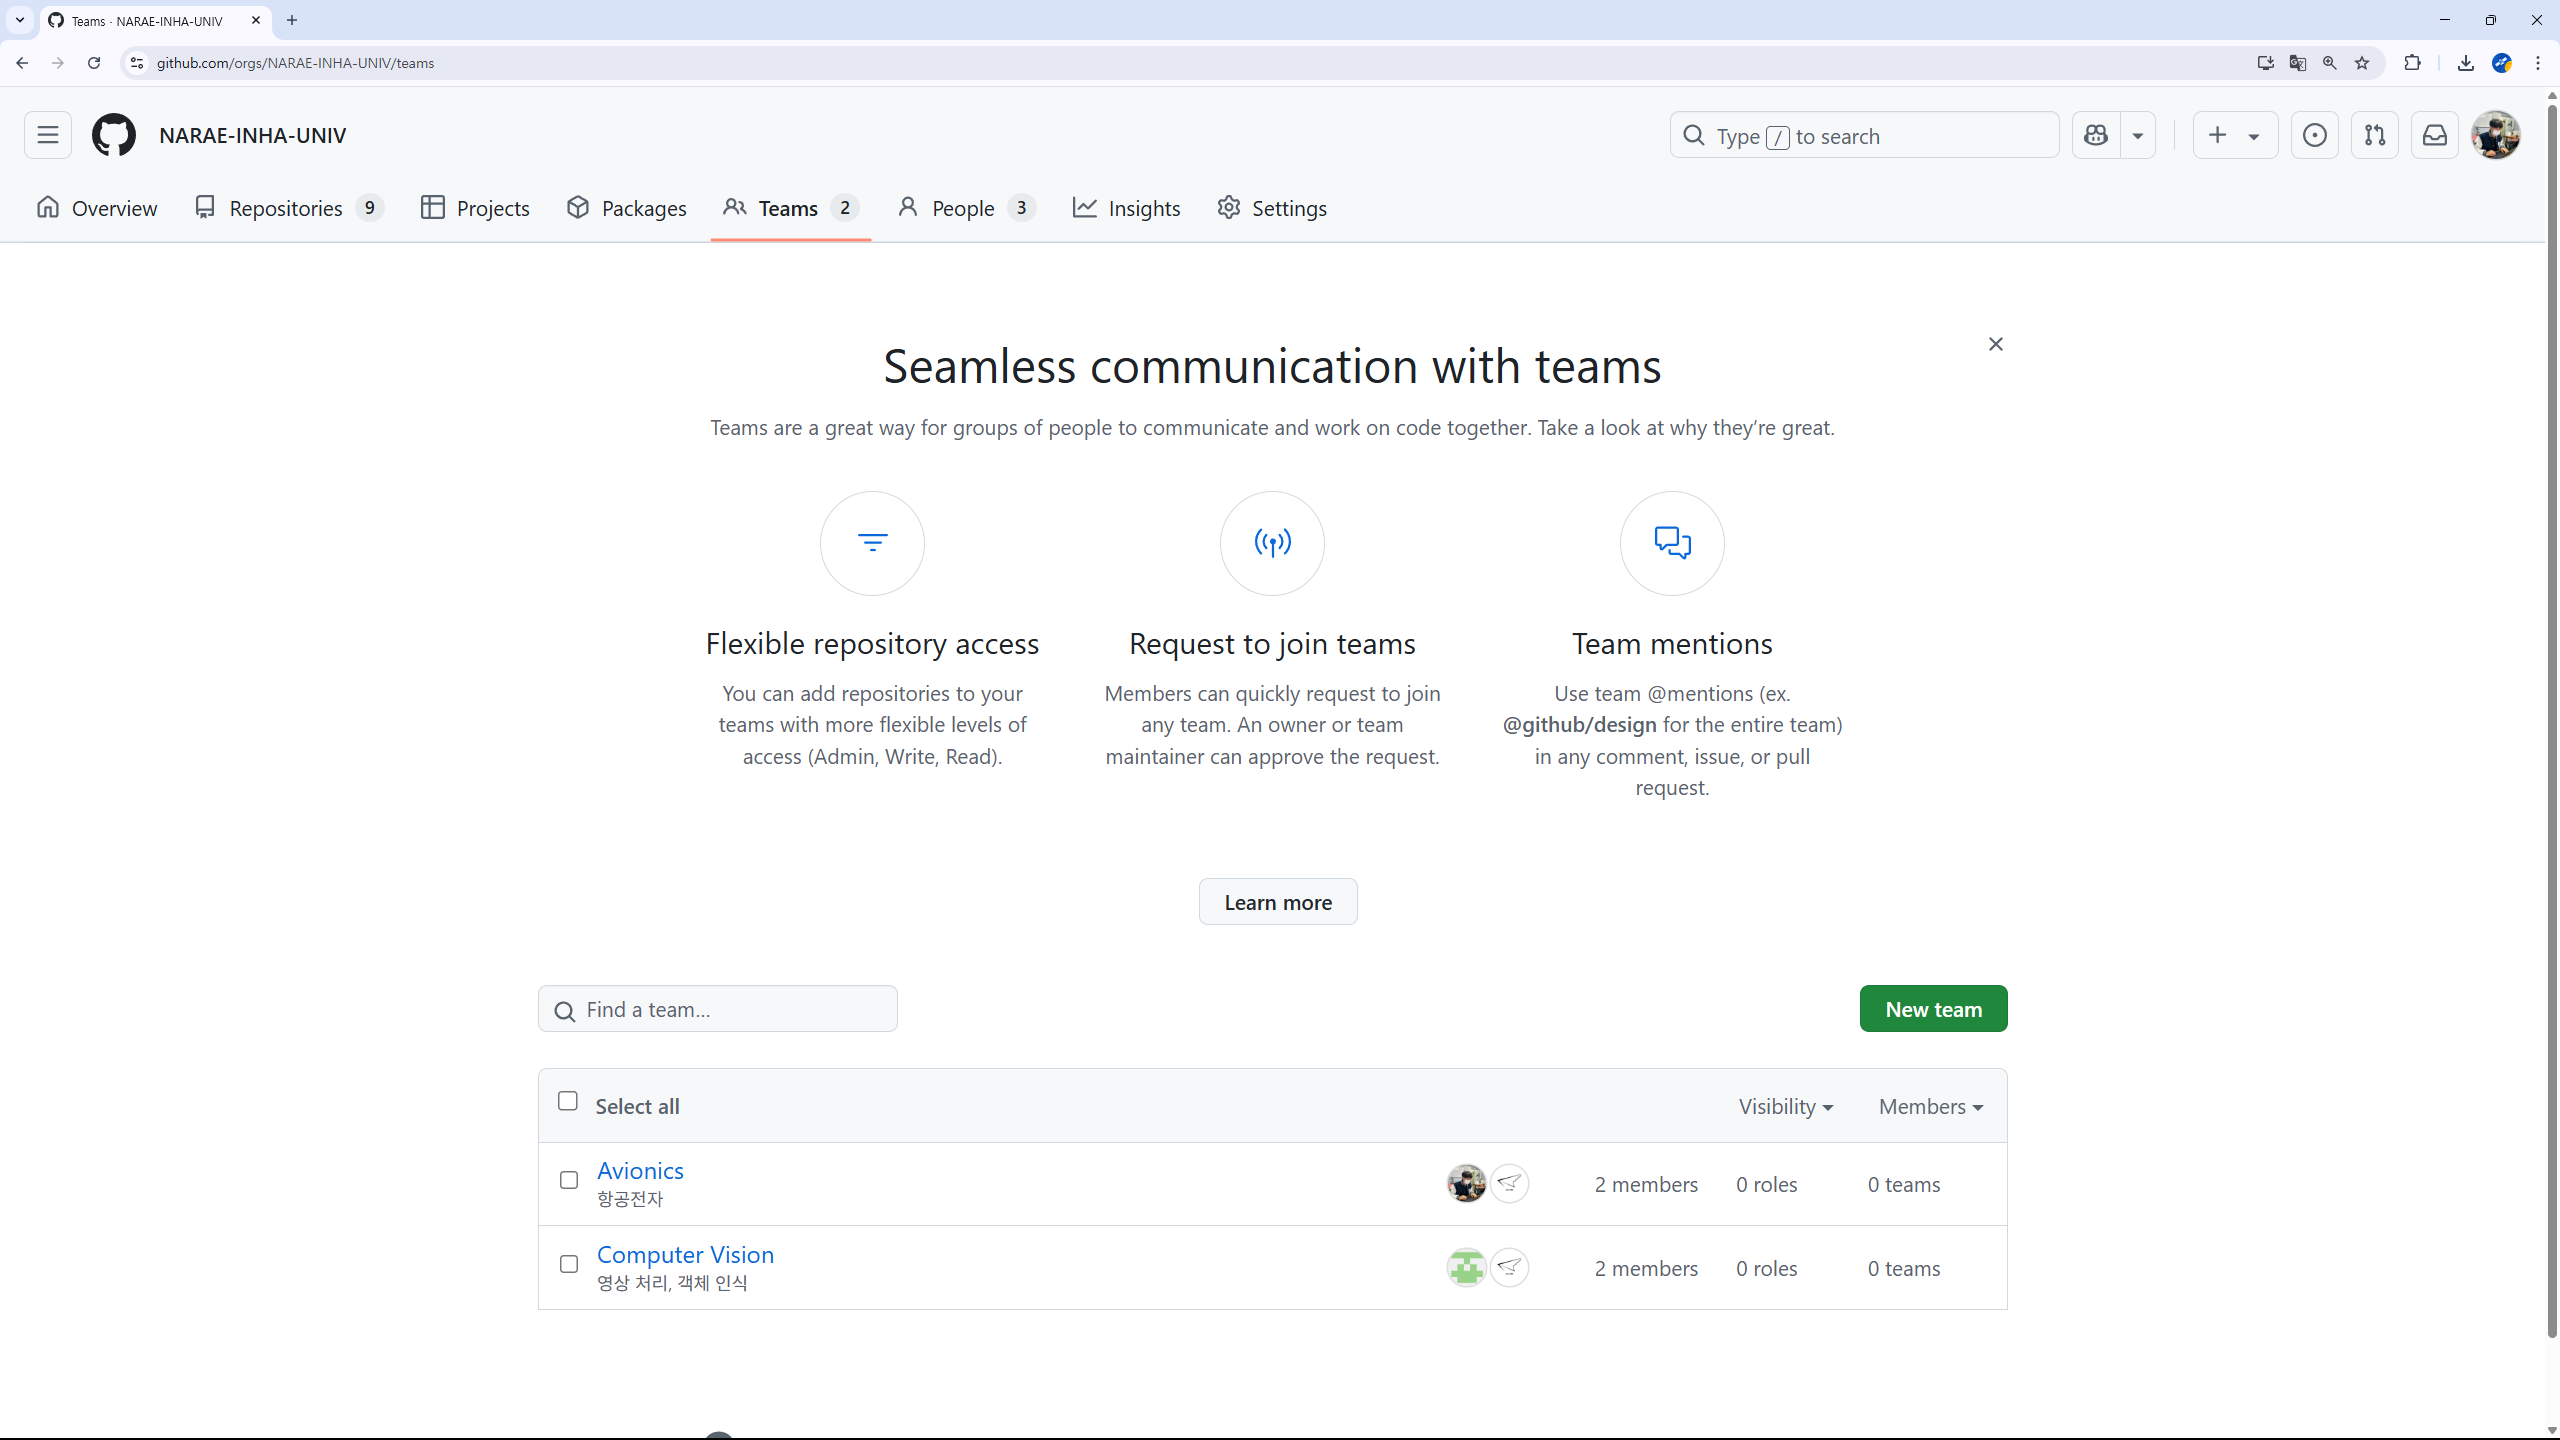 Teams · NARAE-INHA-UNIV
github.com/orgs/NARAE-INHA-UNIV/teams
NARAE-INHA-UNIV
Type / to search
Overview
Repositories 9
Projects
Packages
Teams 2
People 3
Insights
Settings
Seamless communication with teams
Teams are a great way for groups of people to communicate and work on code together. Take a look at why they’re great.
Flexible repository access
You can add repositories to your
teams with more flexible levels of
access (Admin, Write, Read).
Request to join teams
Members can quickly request to join
any team. An owner or team
maintainer can approve the request.
Team mentions
Use team @mentions (ex.
@github/design for the entire team)
in any comment, issue, or pull
request.
Learn more
Find a team…
New team
Select all
Visibility
Members
Avionics
항공전자
2 members
0 roles
0 teams
Computer Vision
영상 처리, 객체 인식
2 members
0 roles
0 teams